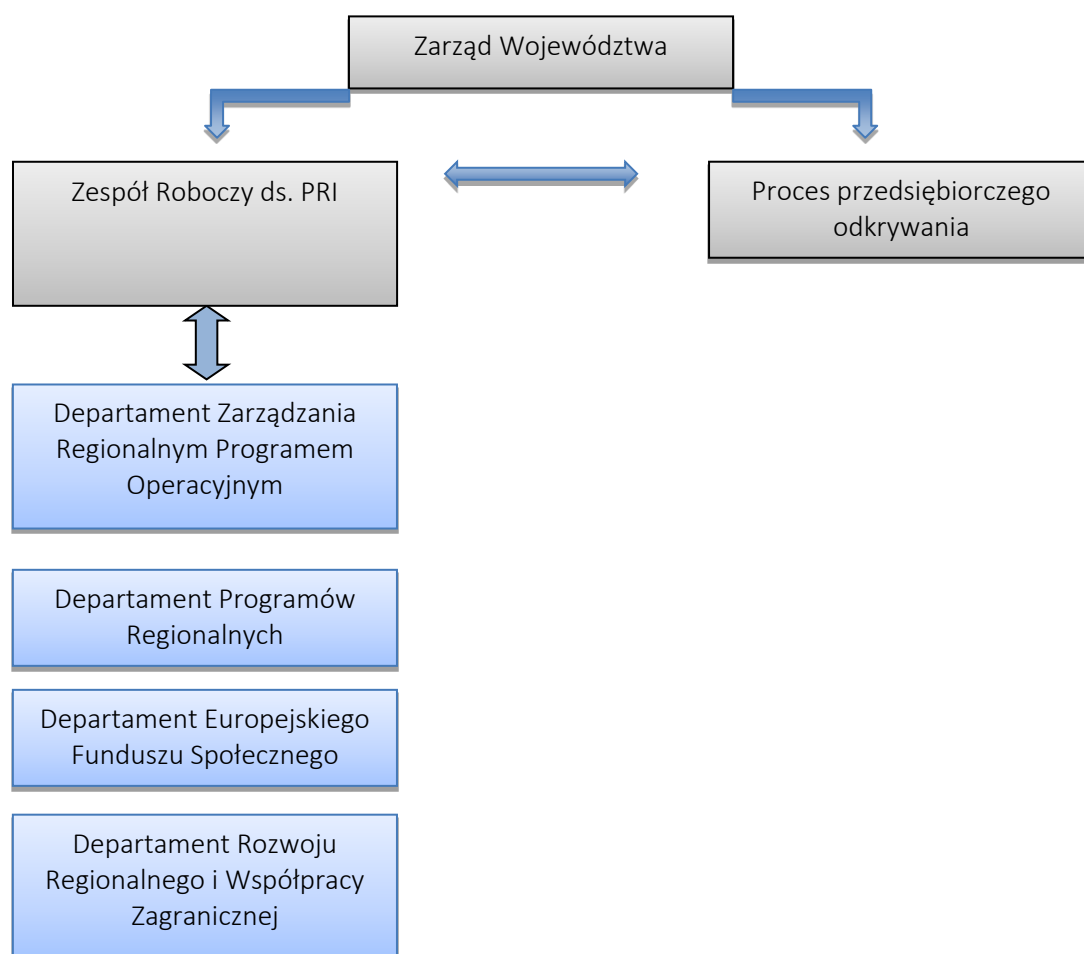 Zarząd Województwa
Zespół Roboczy ds. PRI
Proces przedsiębiorczego
odkrywania
Departament Zarządzania
Regionalnym Programem
Operacyjnym
Departament Programów
Regionalnych
Departament Europejskiego
Funduszu Społecznego
Departament Rozwoju
Regionalnego i Współpracy
Zagranicznej